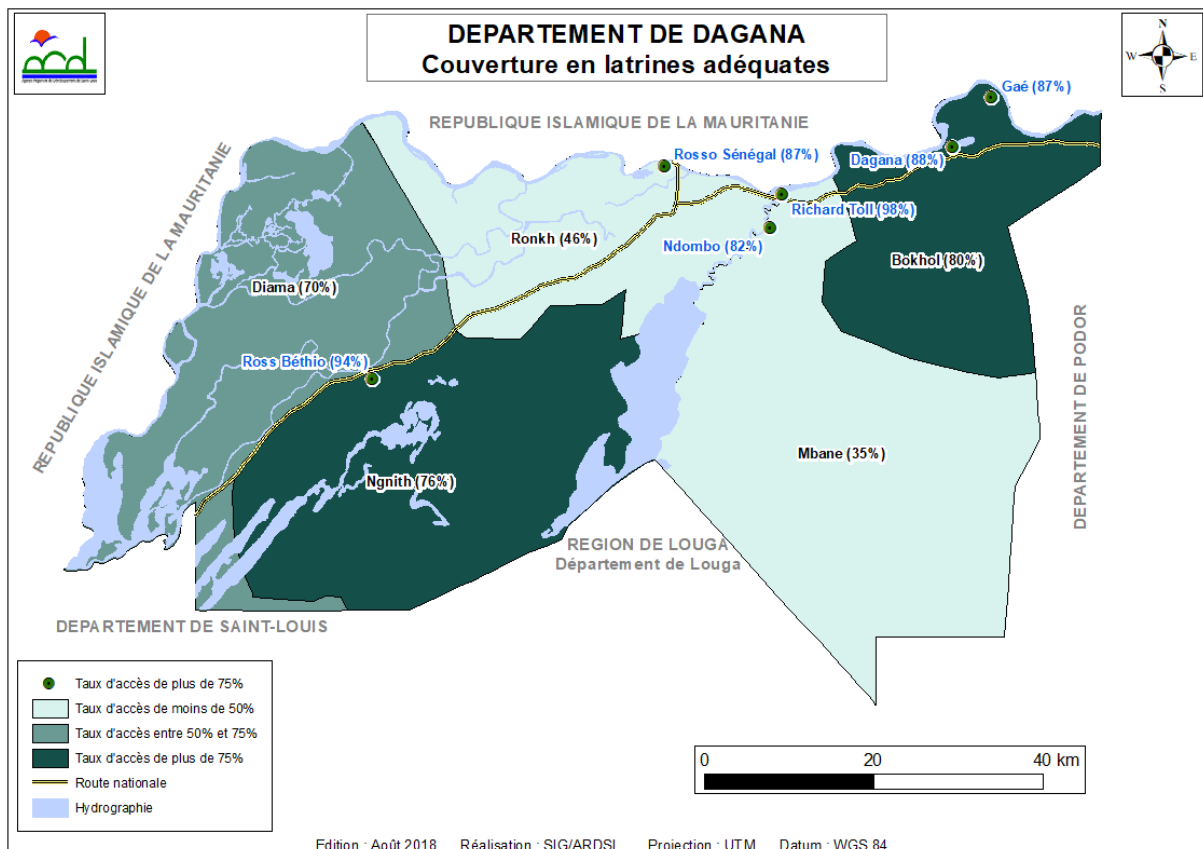 DEPARTEMENT DE DAGANA
Couverture en latrines adéquates
N
W
E
S
REPUBLIQUE ISLAMIQUE DE LA MAURITANIE
Gaé (87%)
Rosso Sénégal (87%)
Dagana (88%)
Richard Toll (98%)
Ronkh (46%)
Ndombo (82%)
Bokhol (80%)
Diama (70%)
REPUBLIQUE ISLAMIQUE DE LA MAURITANIE
Ross Béthio (94%)
DEPARTEMENT DE PODOR
Mbane (35%)
Ngnith (76%)
REGION DE LOUGA
Département de Louga
DEPARTEMENT DE SAINT-LOUIS
Taux d'accès de plus de 75%
Taux d'accès de moins de 50%
Taux d'accès entre 50% et 75%
Taux d'accès de plus de 75%
Route nationale
Hydrographie
0 20 40 km
Edition : Août 2018 Réalisation : SIG/ARDSL Projection : UTM Datum : WGS 84